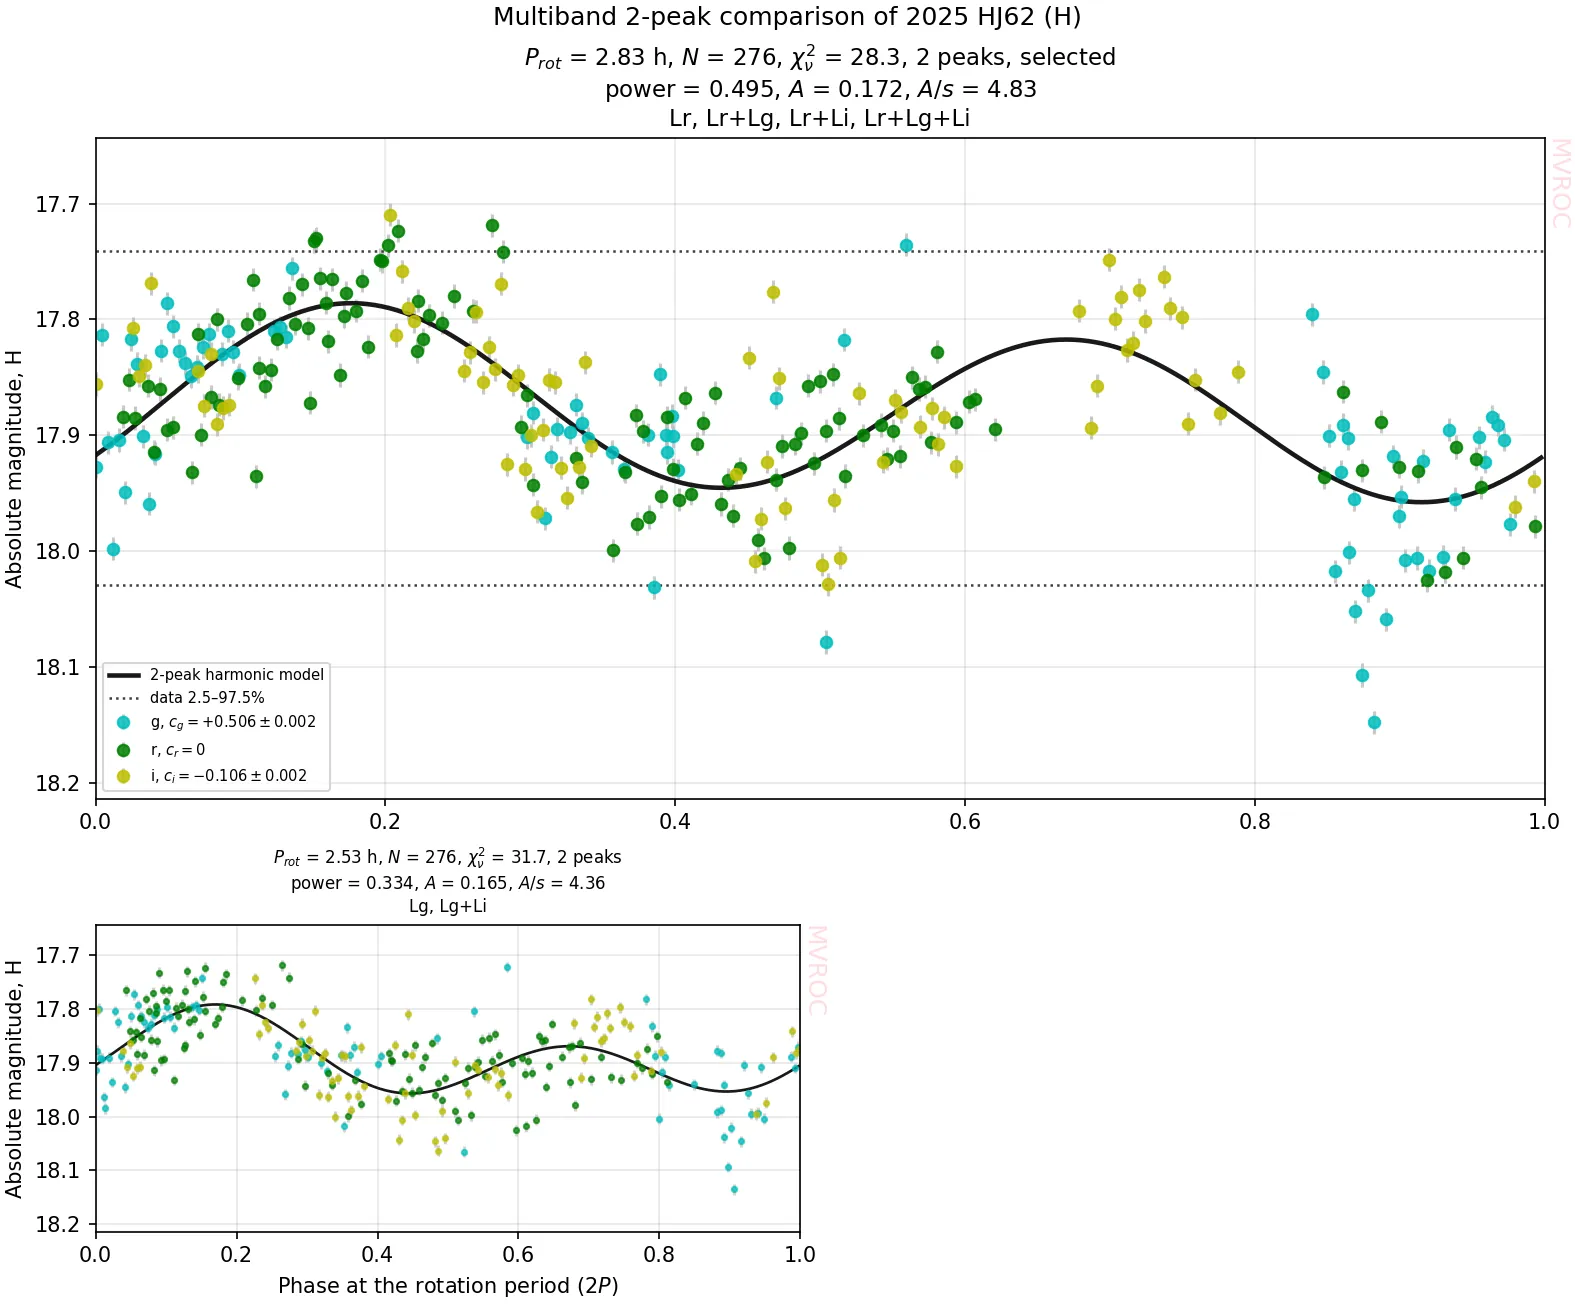 Multiband 2-peak comparison of 2025 HJ62 (H)
P_rot = 2.83 h, N = 276, χ²_ν = 28.3, 2 peaks, selected
power = 0.495, A = 0.172, A/s = 4.83
Lr, Lr+Lg, Lr+Li, Lr+Lg+Li
MVROC
Absolute magnitude, H
17.7
17.8
17.9
18.0
18.1
18.2
2-peak harmonic model
data 2.5–97.5%
g, c_g = +0.506 ± 0.002
r, c_r = 0
i, c_i = −0.106 ± 0.002
0.0 0.2 0.4 0.6 0.8 1.0
P_rot = 2.53 h, N = 276, χ²_ν = 31.7, 2 peaks
power = 0.334, A = 0.165, A/s = 4.36
Lg, Lg+Li
MVROC
Absolute magnitude, H
17.7
17.8
17.9
18.0
18.1
18.2
0.0 0.2 0.4 0.6 0.8 1.0
Phase at the rotation period (2P)